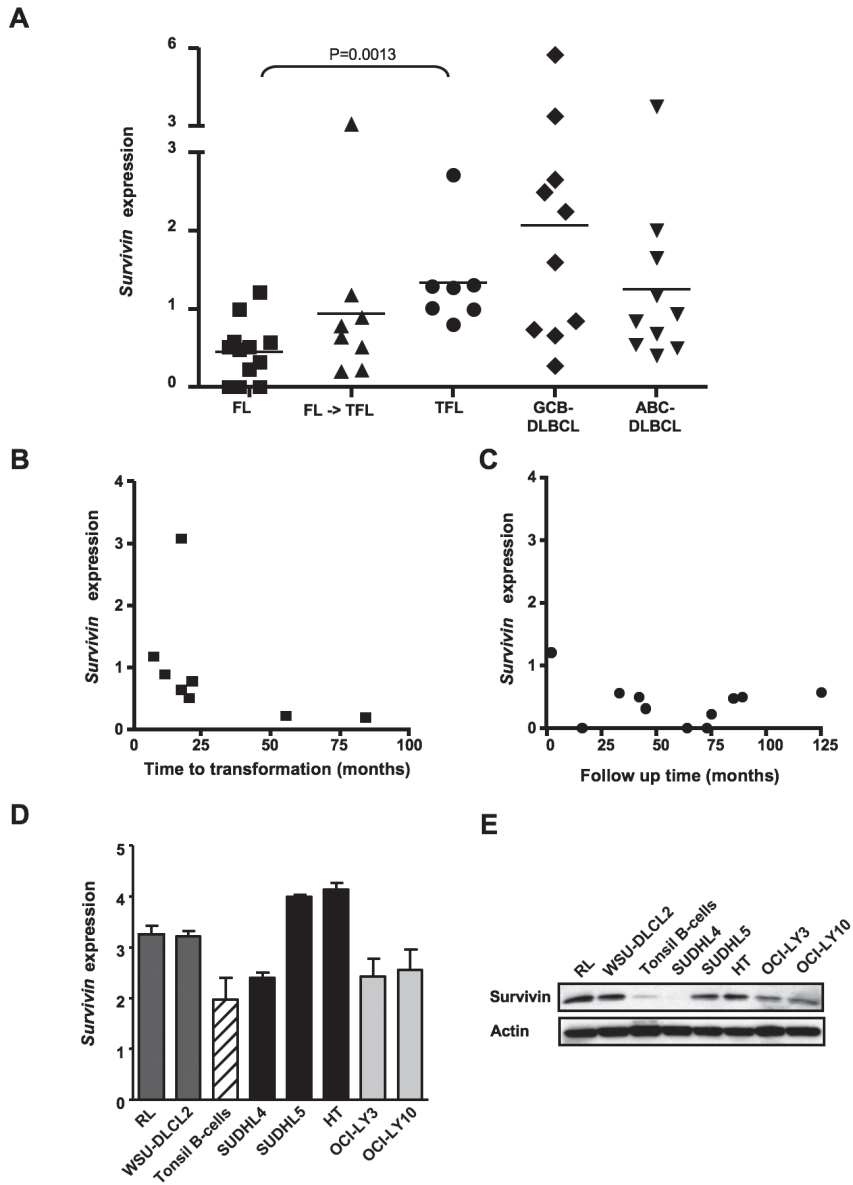 A
P=0.0013
6
3
3
2
1
0
Survivin expression
FL
FL -> TFL
TFL
GCB-
DLBCL
ABC-
DLBCL
B
4
3
2
1
0
Survivin expression
0
25
50
75
100
Time to transformation (months)
C
4
3
2
1
0
Survivin expression
0
25
50
75
100
125
Follow up time (months)
D
5
4
3
2
1
0
Survivin expression
RL
WSU-DLCL2
Tonsil B-cells
SUDHL4
SUDHL5
HT
OCI-LY3
OCI-LY10
E
RL
WSU-DLCL2
Tonsil B-cells
SUDHL4
SUDHL5
HT
OCI-LY3
OCI-LY10
Survivin
Actin